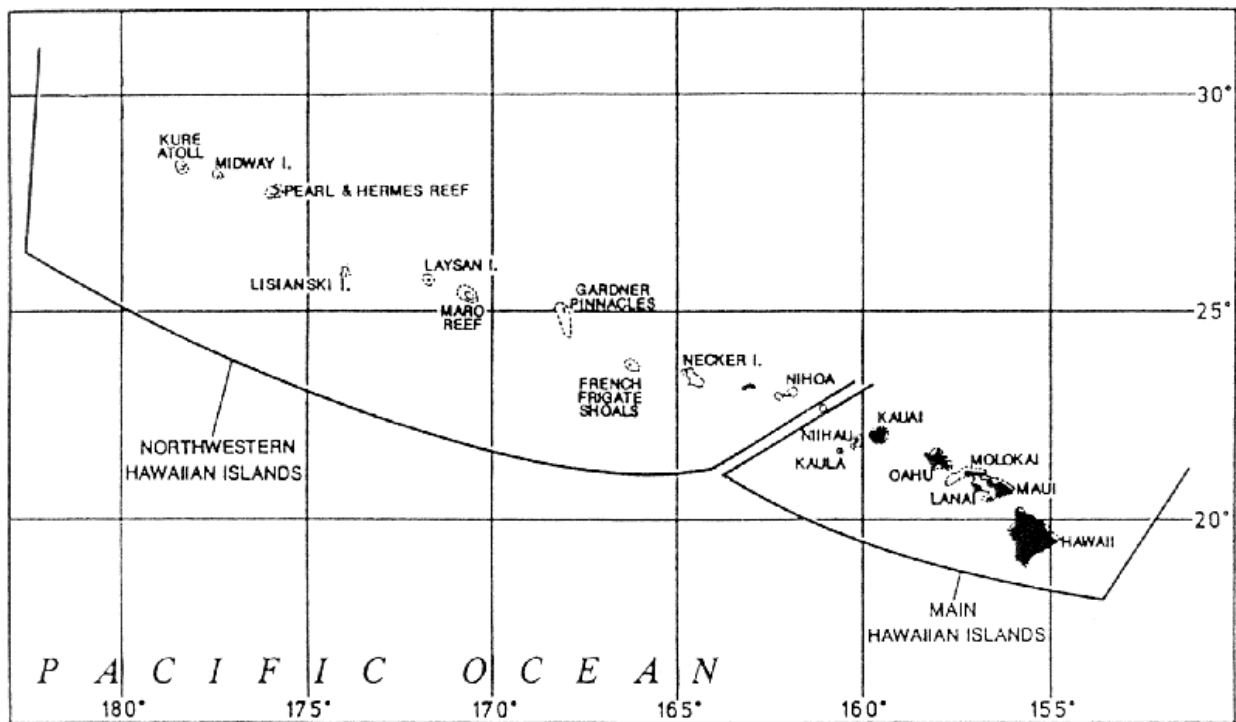 30°
KURE
ATOLL
MIDWAY I.
PEARL & HERMES REEF
LISIANSKI I.
LAYSAN I.
MARO
REEF
GARDNER
PINNACLES
25°
FRENCH
FRIGATE
SHOALS
NECKER I.
NIHOA
NORTHWESTERN
HAWAIIAN ISLANDS
NIIHAU
KAULA
KAUAI
OAHU
MOLOKAI
LANAI
MAUI
20°
HAWAII
MAIN
HAWAIIAN ISLANDS
PACIFIC OCEAN
180° 175° 170° 165° 160° 155°